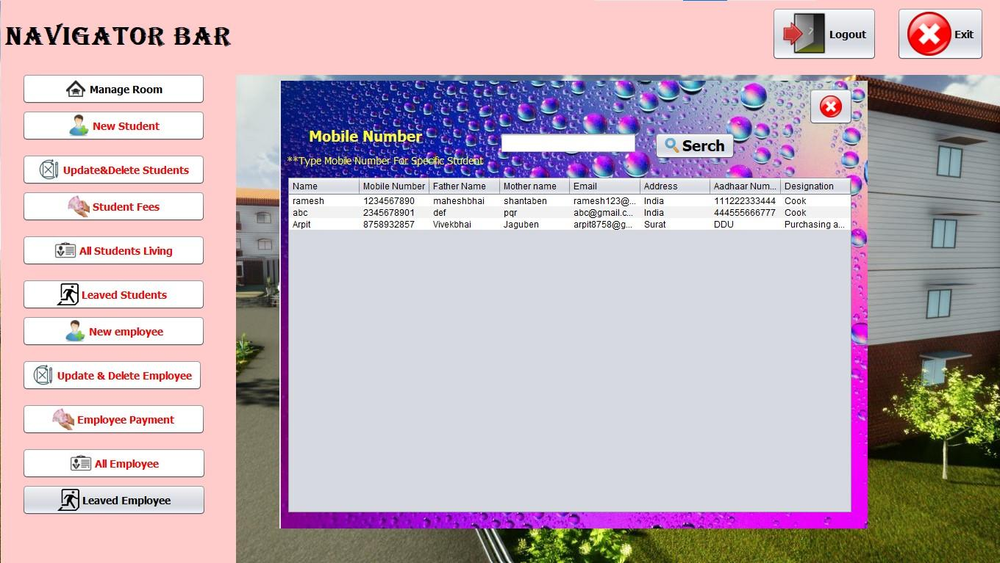 NAVIGATOR BAR
Logout
Exit
Manage Room
New Student
Update&Delete Students
Student Fees
All Students Living
Leaved Students
New employee
Update & Delete Employee
Employee Payment
All Employee
Leaved Employee
Mobile Number
Serch
**Type Mobile Number For Specific Student
Name Mobile Number Father Name Mother name Email Address Aadhaar Num... Designation
ramesh 1234567890 maheshbhai shantaben ramesh123@... India 111222333444 Cook
abc 2345678901 def pqr abc@gmail.c... India 444555666777 Cook
Arpit 8758932857 Vivekbhai Jaguben arpit8758@g... Surat DDU Purchasing a...